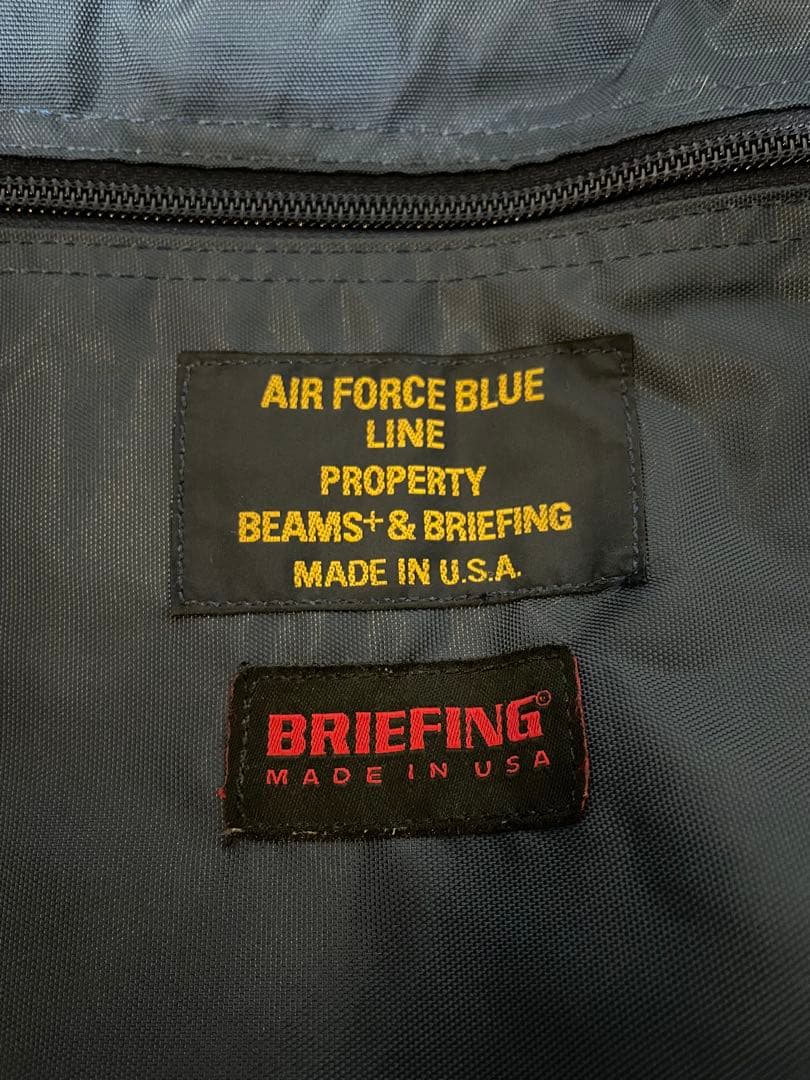 AIR FORCE BLUE
LINE
PROPERTY
BEAMS+ & BRIEFING
MADE IN U.S.A.
BRIEFING©
MADE IN USA